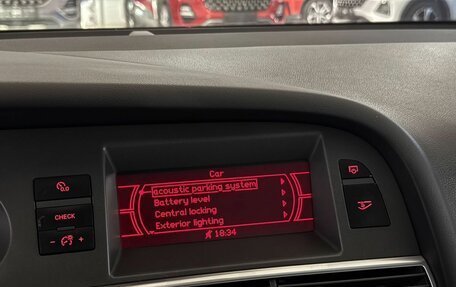 Car
acoustic parking system
Battery level
Central locking
Exterior lighting
18:34
CHECK
- +